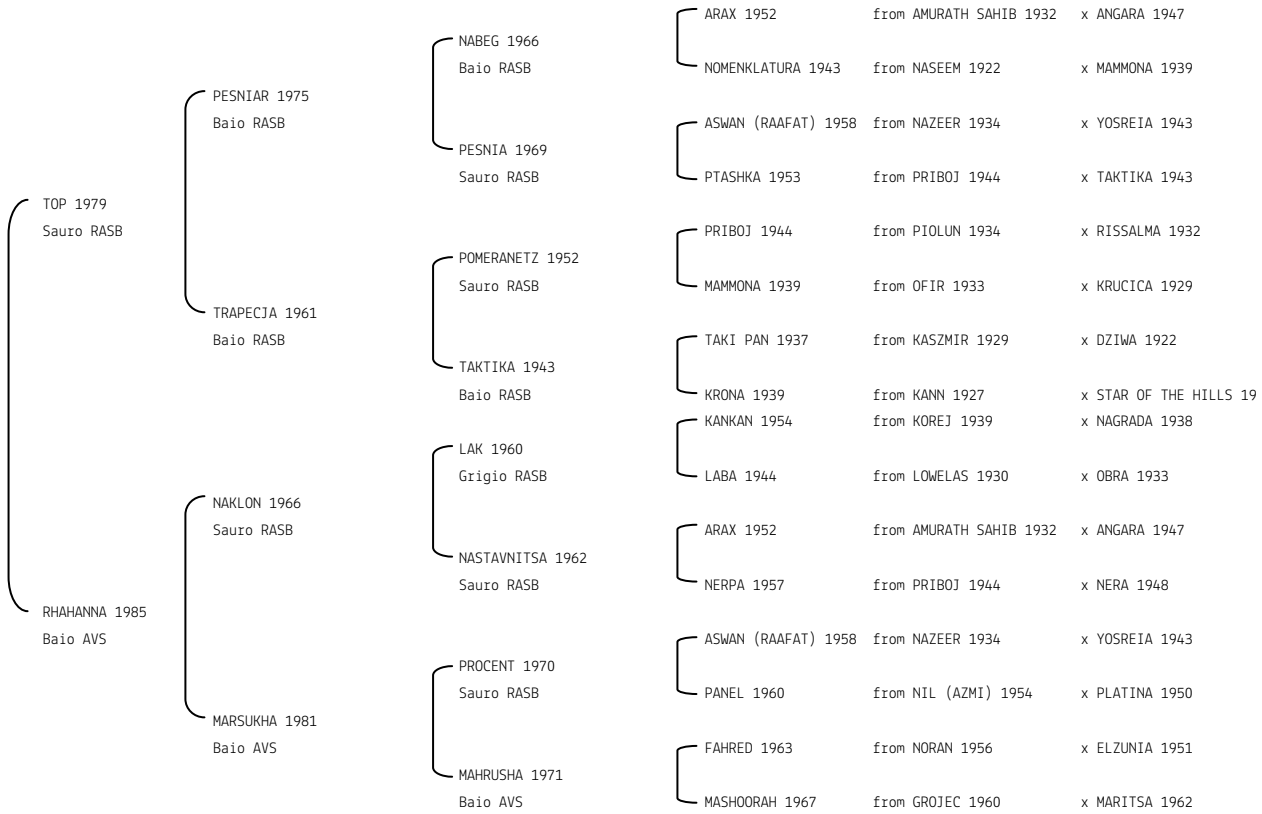 ARAX 1952 from AMURATH SAHIB 1932 x ANGARA 1947
NABEG 1966
Baio RASB NOMENKLATURA 1943 from NASEEM 1922 x MAMMONA 1939
PESNIAR 1975
Baio RASB ASWAN (RAAFAT) 1958 from NAZEER 1934 x YOSREIA 1943
PESNIA 1969
Sauro RASB PTASHKA 1953 from PRIBOJ 1944 x TAKTIKA 1943
TOP 1979
Sauro RASB PRIBOJ 1944 from PIOLUN 1934 x RISSALMA 1932
POMERANETZ 1952
Sauro RASB MAMMONA 1939 from OFIR 1933 x KRUCICA 1929
TRAPECJA 1961
Baio RASB TAKI PAN 1937 from KASZMIR 1929 x DZIWA 1922
TAKTIKA 1943
Baio RASB KRONA 1939 from KANN 1927 x STAR OF THE HILLS 19
KANKAN 1954 from KOREJ 1939 x NAGRADA 1938
LAK 1960
Grigio RASB LABA 1944 from LOWELAS 1930 x OBRA 1933
NAKLON 1966
Sauro RASB ARAX 1952 from AMURATH SAHIB 1932 x ANGARA 1947
NASTAVNITSA 1962
Sauro RASB NERPA 1957 from PRIBOJ 1944 x NERA 1948
RHAHANNA 1985
Baio AVS ASWAN (RAAFAT) 1958 from NAZEER 1934 x YOSREIA 1943
PROCENT 1970
Sauro RASB PANEL 1960 from NIL (AZMI) 1954 x PLATINA 1950
MARSUKHA 1981
Baio AVS FAHRED 1963 from NORAN 1956 x ELZUNIA 1951
MAHRUSHA 1971
Baio AVS MASHOORAH 1967 from GROJEC 1960 x MARITSA 1962